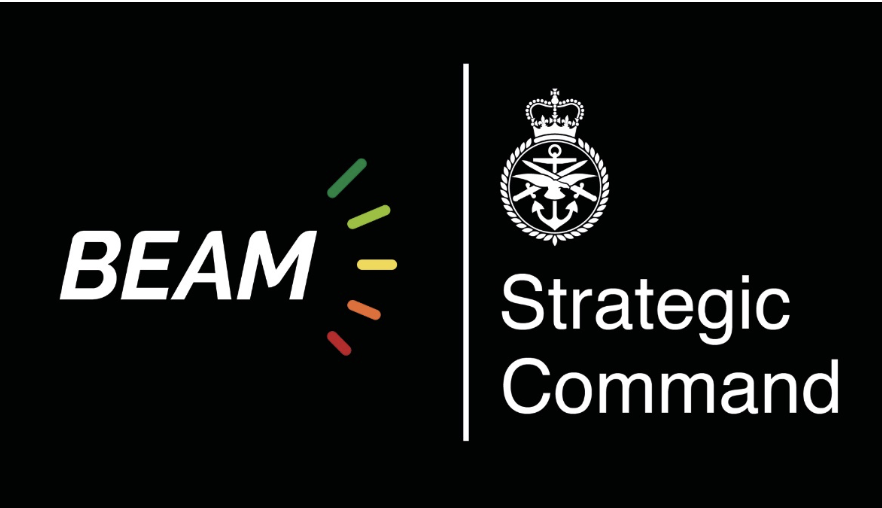 BEAM
Strategic
Command